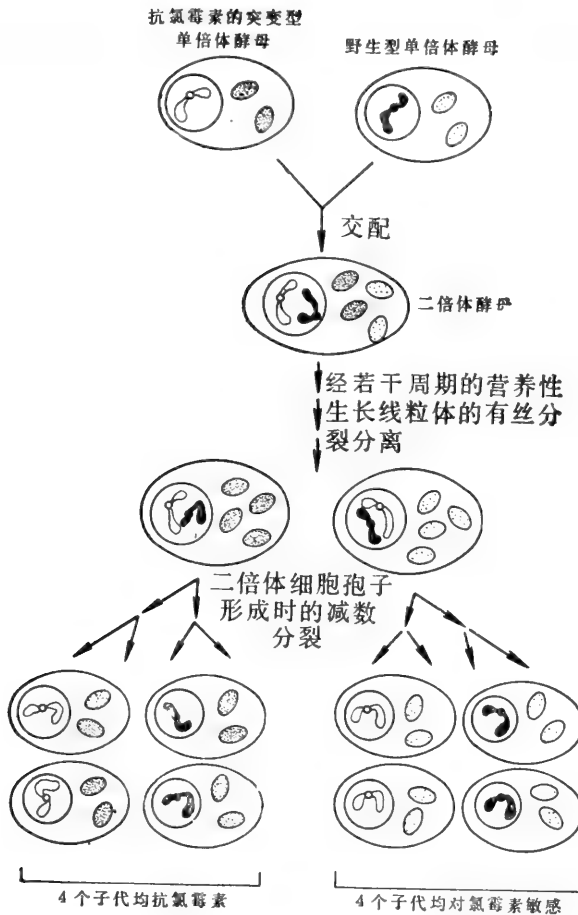 抗氯霉素的突变型
单倍体酵母
野生型单倍体酵母
交配
二倍体酵母
经若干周期的营养性
生长线粒体的有丝分
裂分离
二倍体细胞孢子
形成时的减数
分裂
4个子代均抗氯霉素
4个子代均对氯霉素敏感